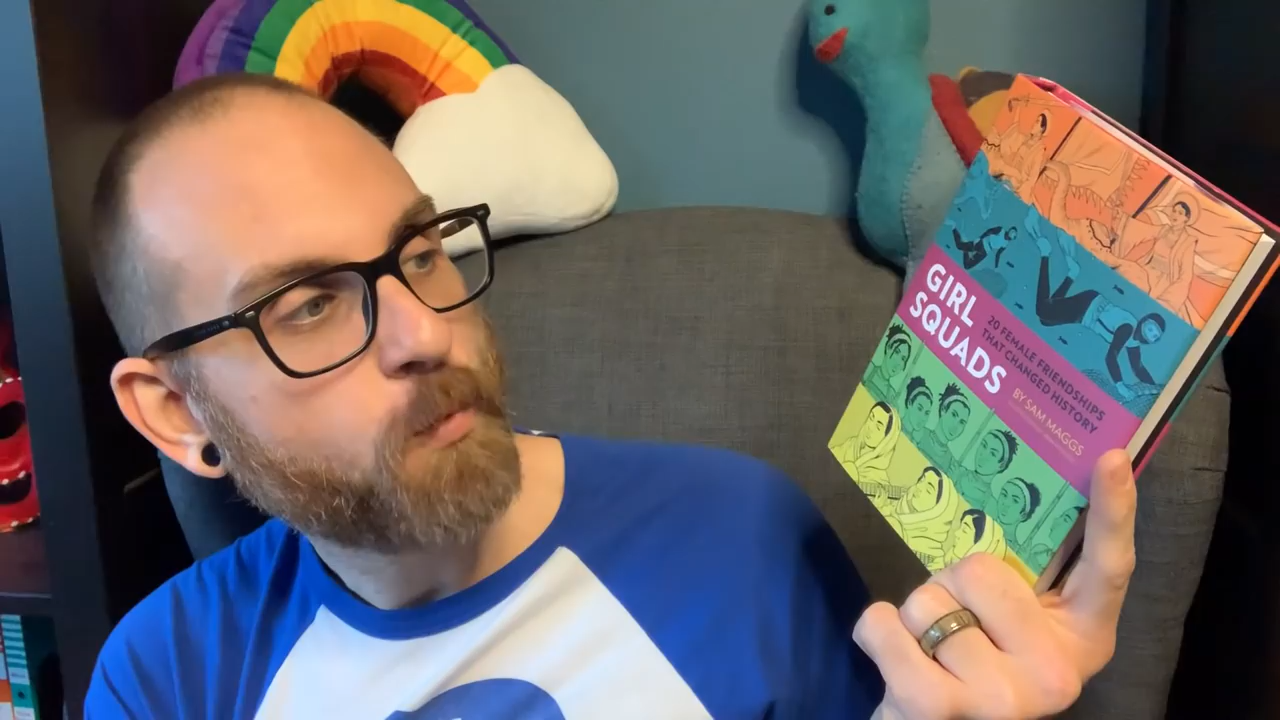 GIRL
SQUADS
20 FEMALE FRIENDSHIPS
THAT CHANGED HISTORY
BY SAM MAGGS